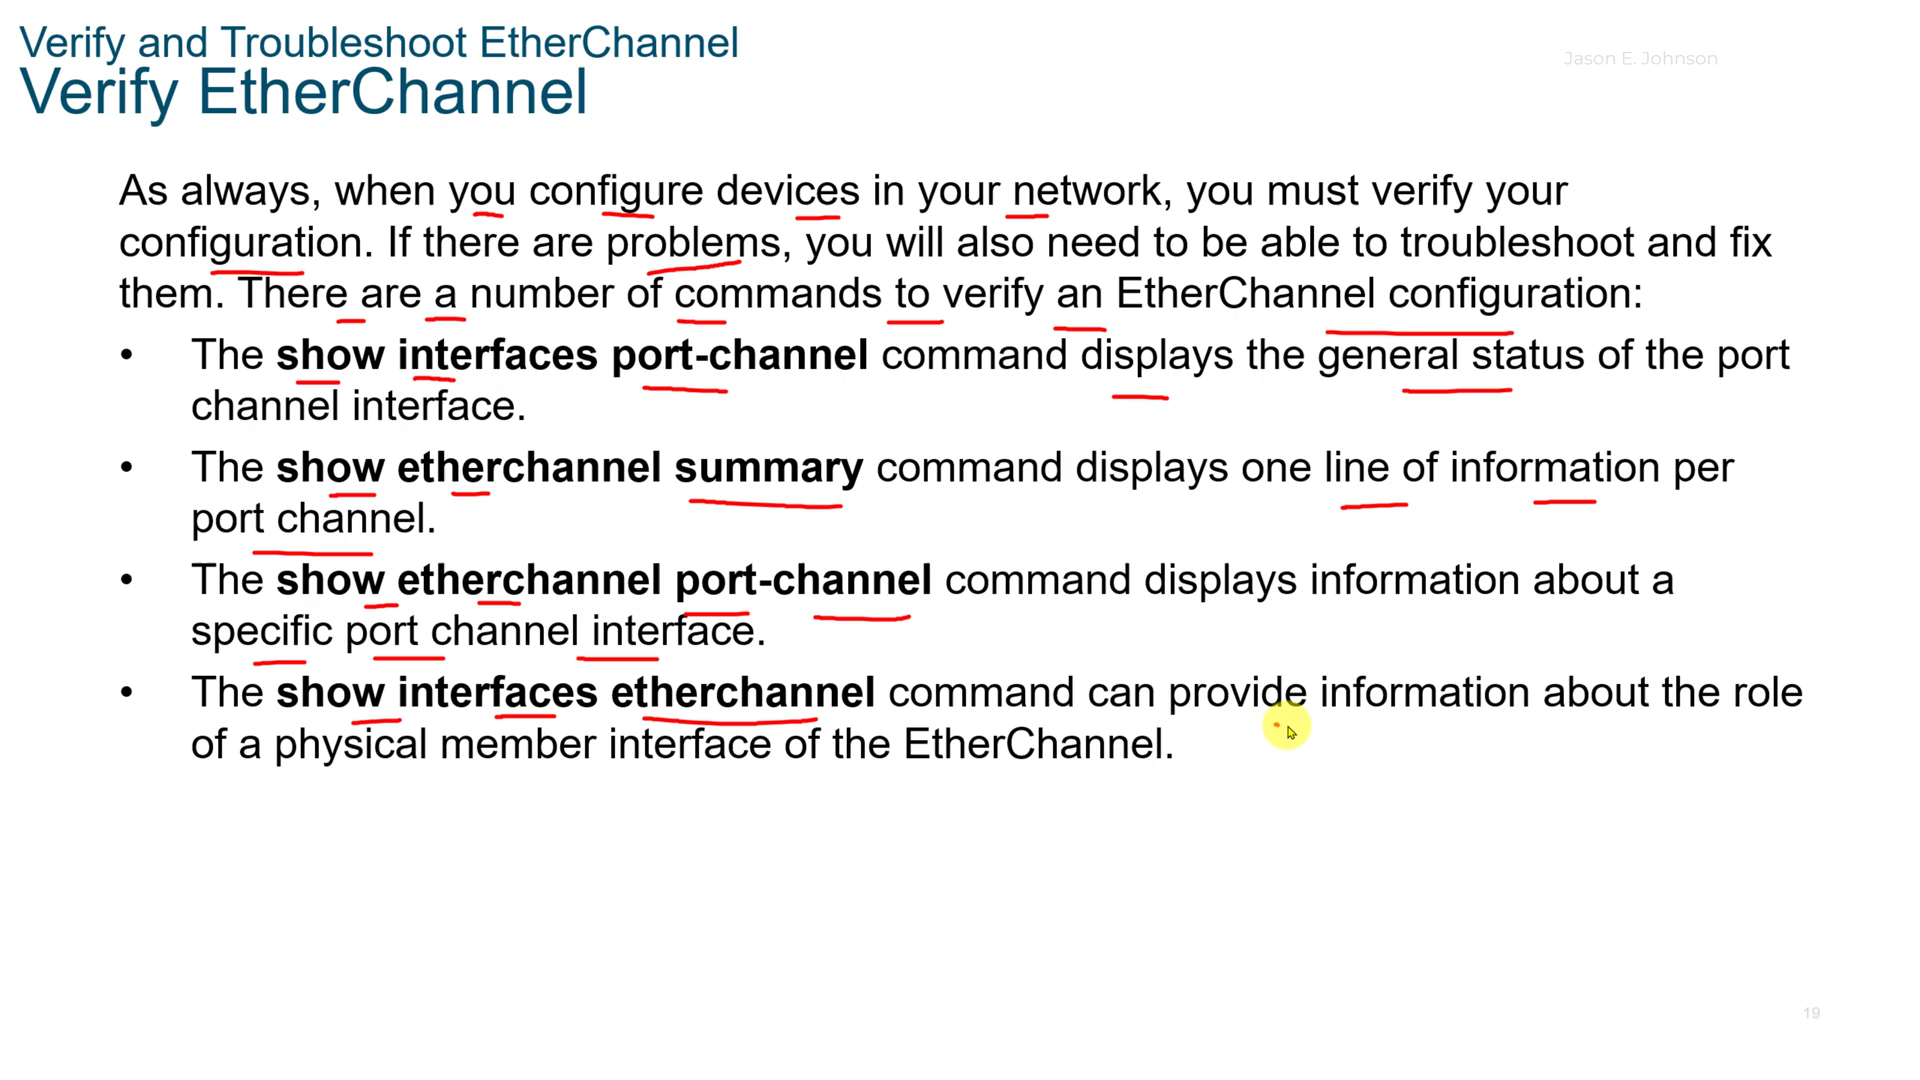 Verify and Troubleshoot EtherChannel
Jason E. Johnson
Verify EtherChannel
As always, when you configure devices in your network, you must verify your
configuration. If there are problems, you will also need to be able to troubleshoot and fix
them. There are a number of commands to verify an EtherChannel configuration:
• The show interfaces port-channel command displays the general status of the port
channel interface.
• The show etherchannel summary command displays one line of information per
port channel.
• The show etherchannel port-channel command displays information about a
specific port channel interface.
• The show interfaces etherchannel command can provide information about the role
of a physical member interface of the EtherChannel.
19